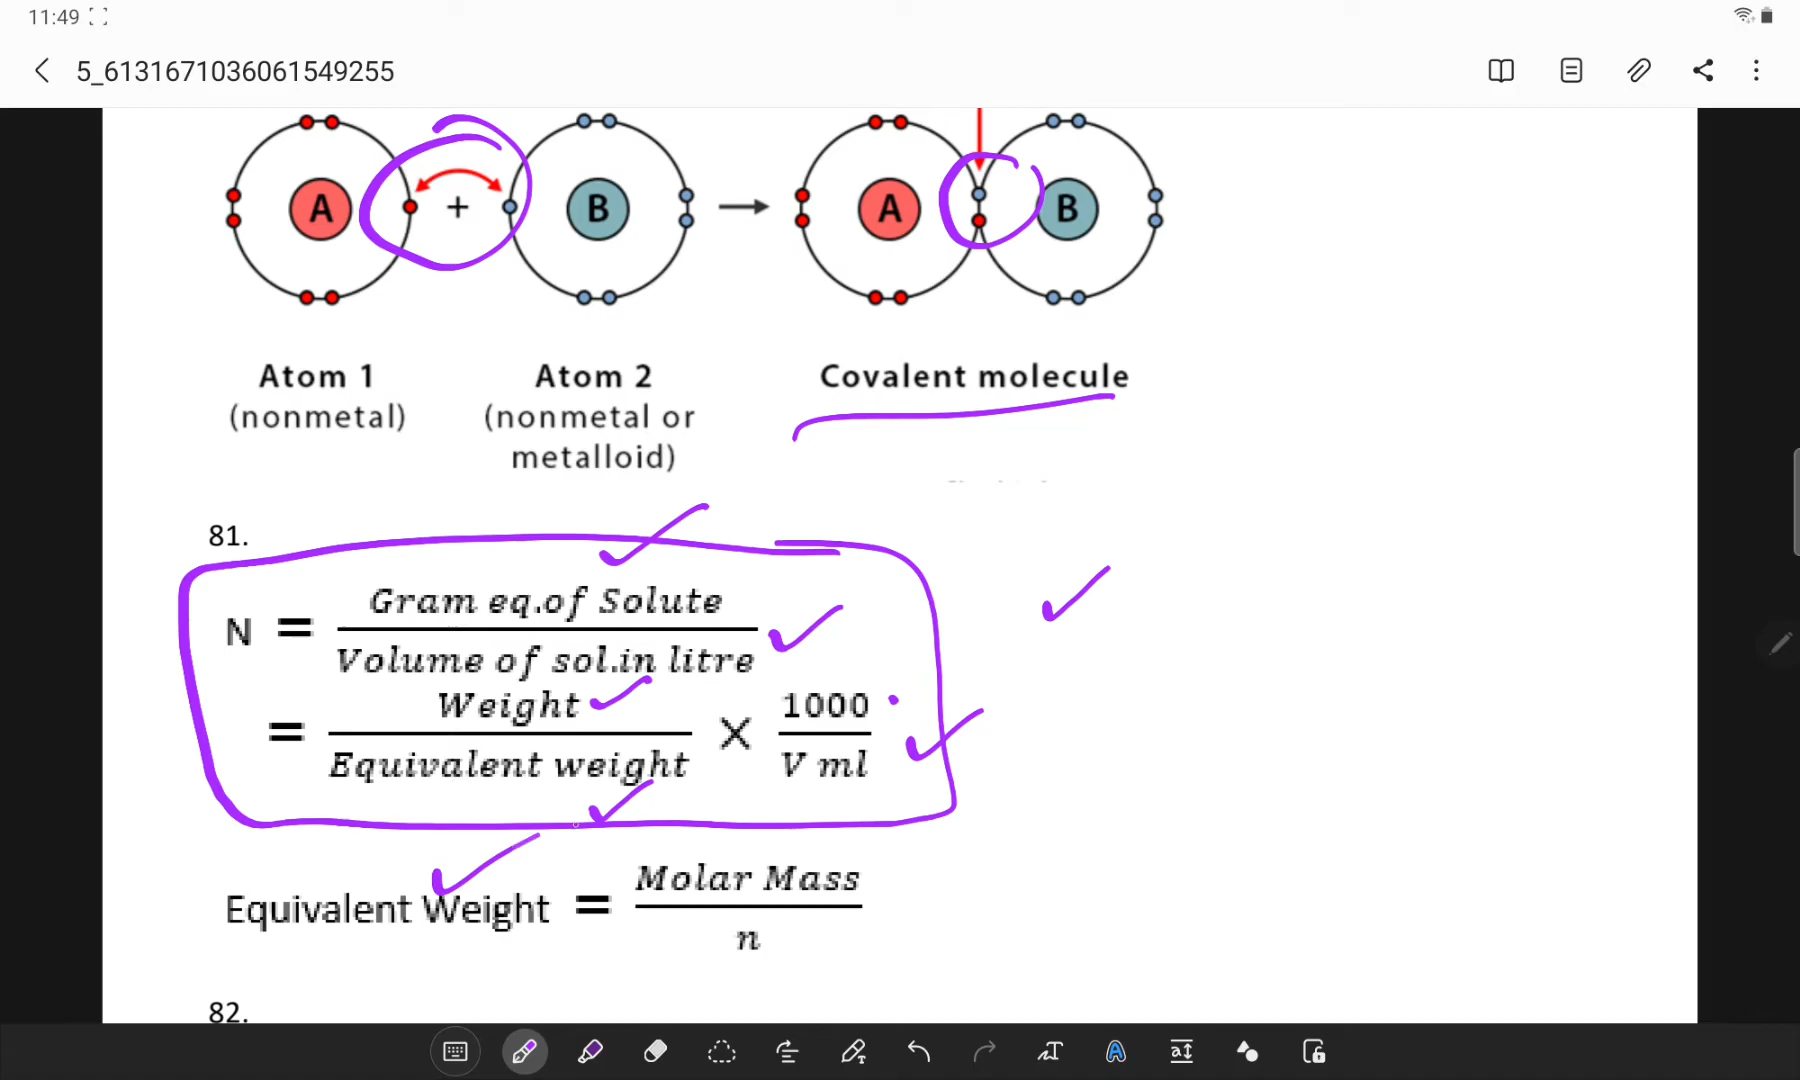 11:49
5_6131671036061549255
A + B → A B
Atom 1
(nonmetal)
Atom 2
(nonmetal or
metalloid)
Covalent molecule
81.
N = Gram eq.of Solute / Volume of sol.in litre
= Weight / Equivalent weight × 1000 / V ml
Equivalent Weight = Molar Mass / n
82.